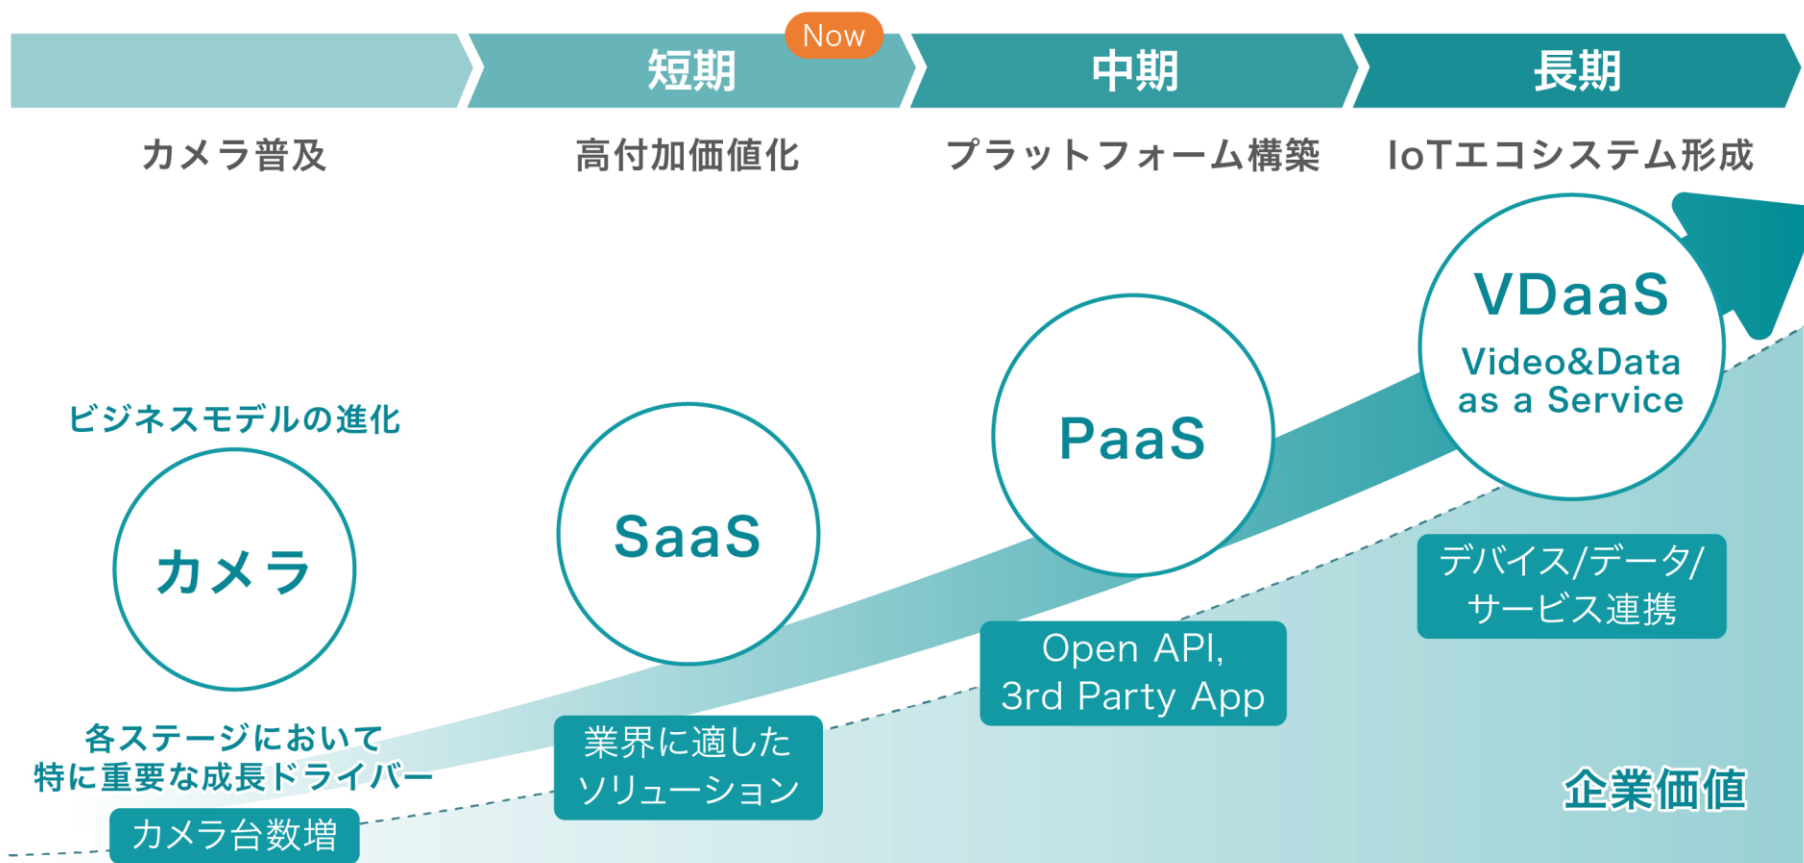 Now
短期
中期
長期
カメラ普及
高付加価値化
プラットフォーム構築
IoTエコシステム形成
ビジネスモデルの進化
カメラ
SaaS
PaaS
VDaaS
Video&Data
as a Service
各ステージにおいて
特に重要な成長ドライバー
カメラ台数増
業界に適した
ソリューション
Open API,
3rd Party App
デバイス/データ/
サービス連携
企業価値